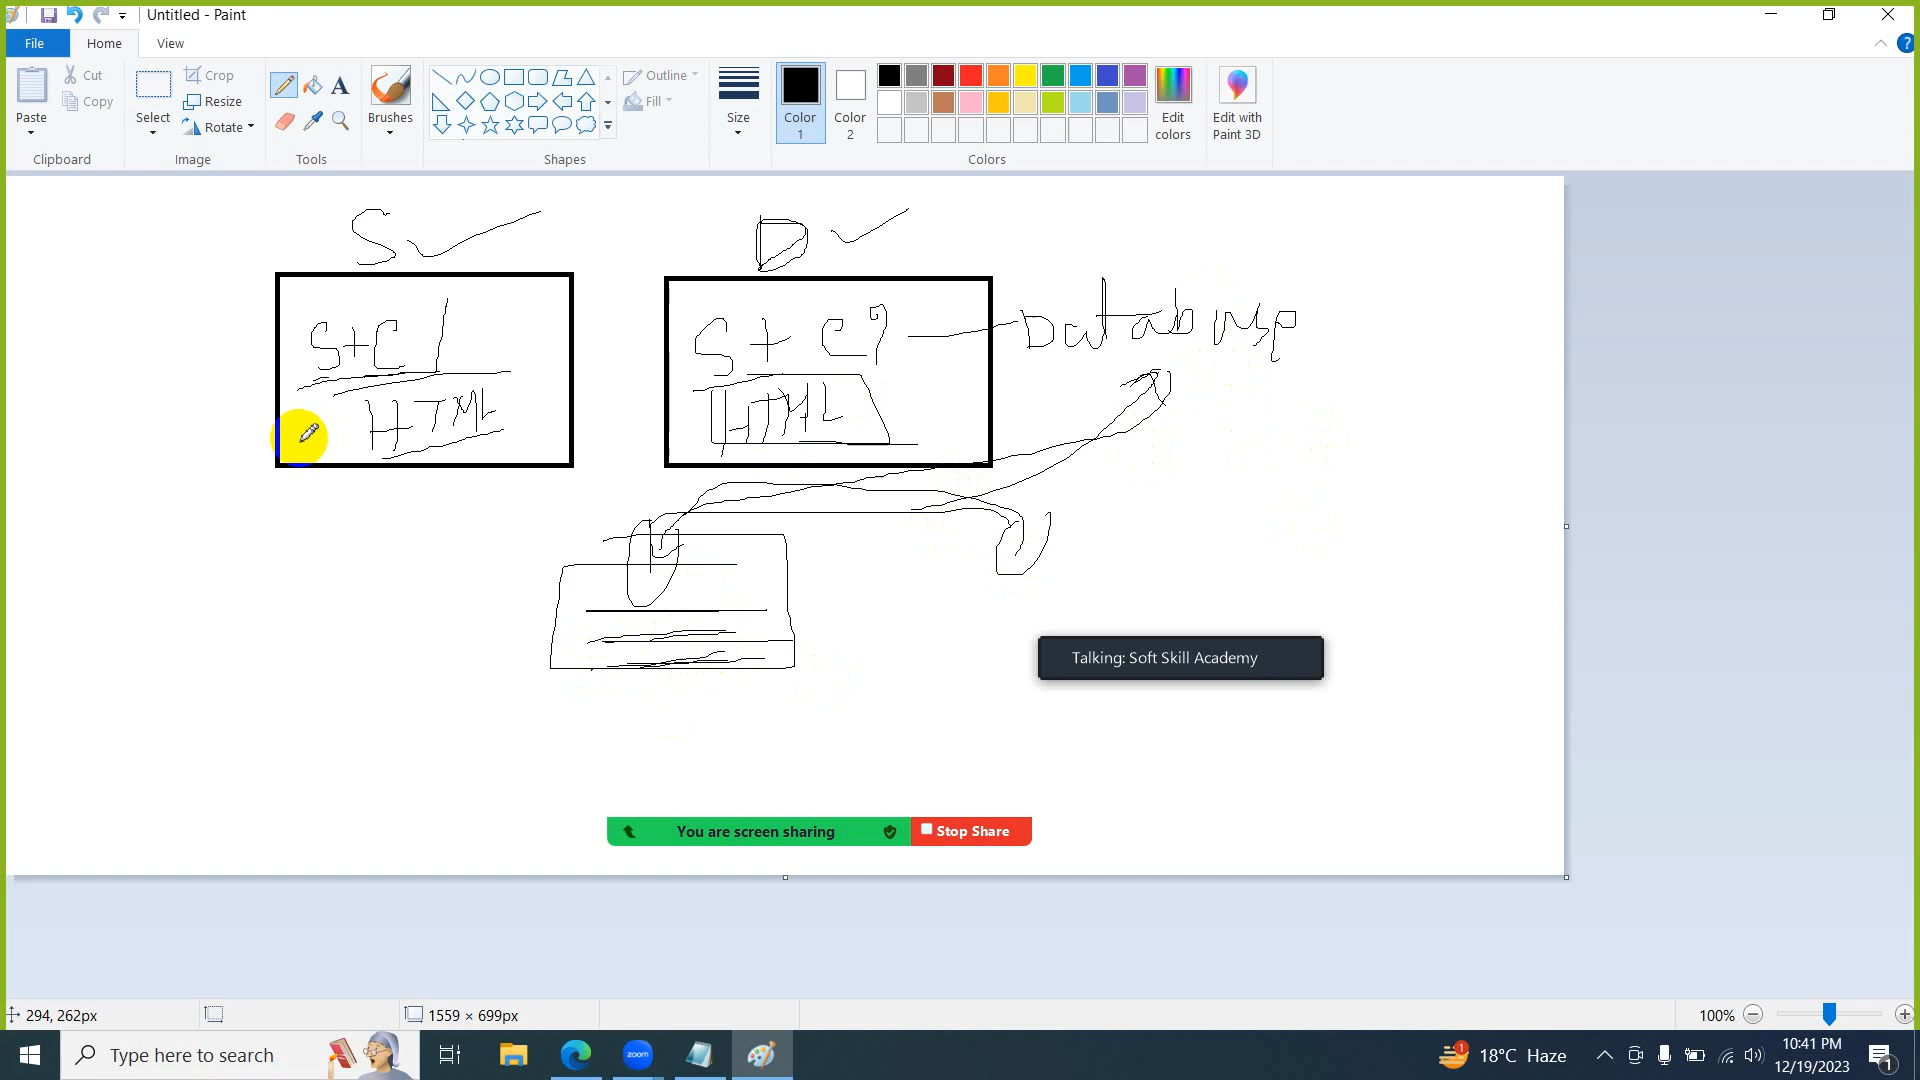 Untitled - Paint
File Home View
Paste
Clipboard
Cut
Copy
Select
Crop
Resize
Rotate
Image
Tools
Brushes
Shapes
Outline
Fill
Size
Color 1
Color 2
Colors
Edit colors
Edit with Paint 3D
S D
S+C
HTML
S + C
HTML
Talking: Soft Skill Academy
You are screen sharing
Stop Share
294, 262px
1559 × 699px
100%
Type here to search
zoom
1
18°C Haze
10:41 PM
12/19/2023
1